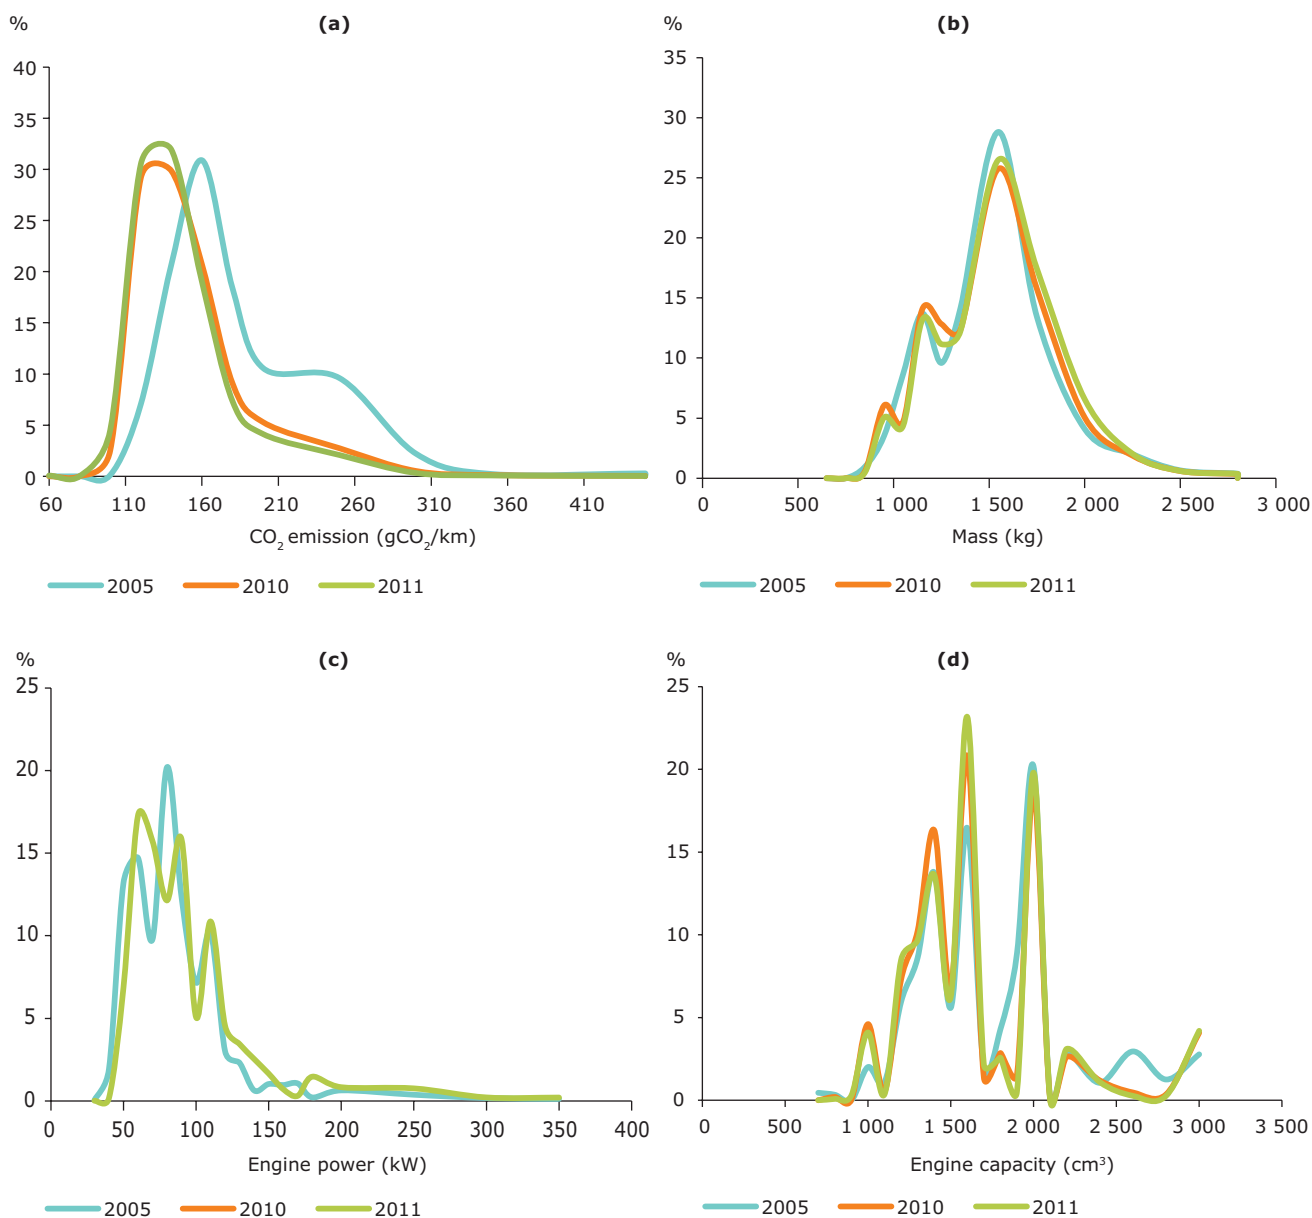 % (a)
40
35
30
25
20
15
10
5
0
60 110 160 210 260 310 360 410
CO₂ emission (gCO₂/km)
2005 2010 2011
% (b)
35
30
25
20
15
10
5
0
0 500 1 000 1 500 2 000 2 500 3 000
Mass (kg)
2005 2010 2011
% (c)
25
20
15
10
5
0
0 50 100 150 200 250 300 350 400
Engine power (kW)
2005 2010 2011
% (d)
25
20
15
10
5
0
0 500 1 000 1 500 2 000 2 500 3 000 3 500
Engine capacity (cm³)
2005 2010 2011